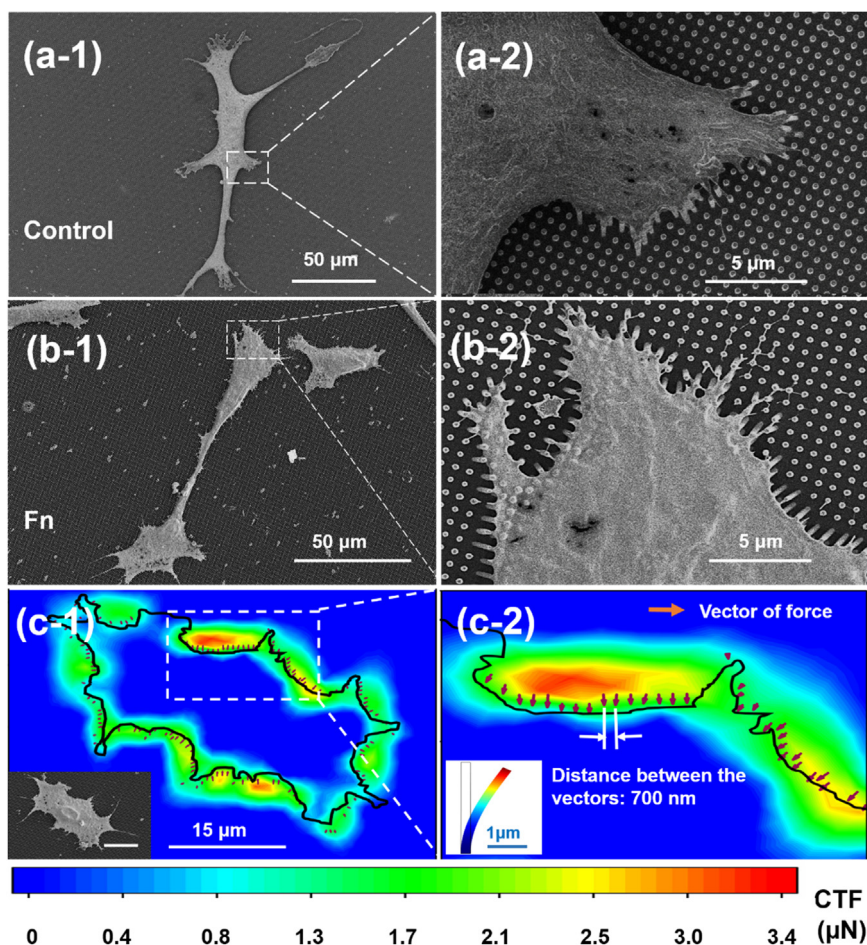 (a-1)
Control
50 µm
(a-2)
5 µm
(b-1)
Fn
50 µm
(b-2)
5 µm
(c-1)
15 µm
(c-2)
Vector of force
Distance between the
vectors: 700 nm
1µm
0 0.4 0.8 1.3 1.7 2.1 2.5 3.0 3.4
CTF
(µN)